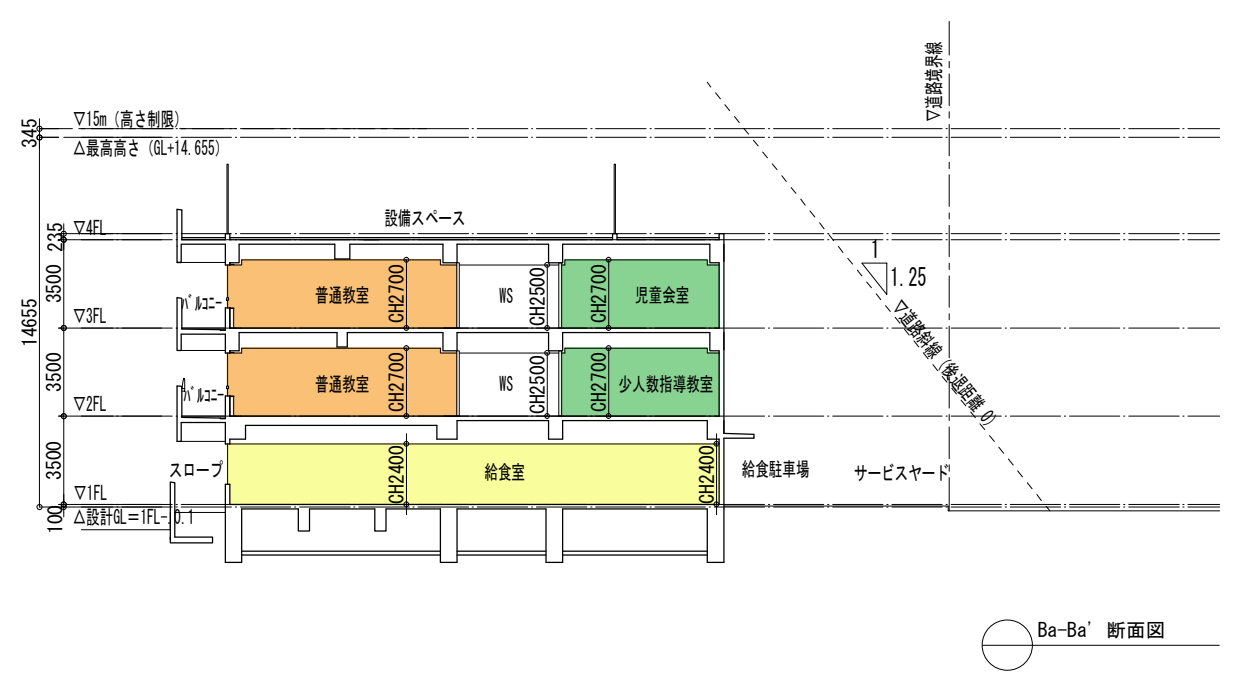 ▽道路境界線
345
▽15m (高さ制限)
△最高高さ (GL+14.655)
設備スペース
235
▽4FL
3500
バルコニー
普通教室
CH2700
WS
CH2500
CH2700
児童会室
1
1.25
▽道路斜線 (後退距離 0)
14655
▽3FL
3500
バルコニー
普通教室
CH2700
WS
CH2500
CH2700
少人数指導教室
▽2FL
3500
スロープ
CH2400
給食室
CH2400
給食駐車場
サービスヤード
▽1FL
100
△設計GL=1FL-0.1
Ba-Ba' 断面図